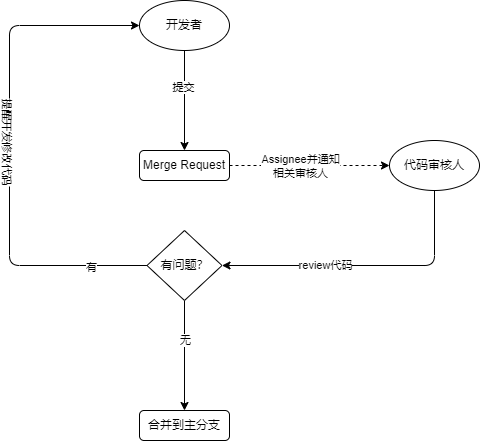 开发者
提交
Merge Request
Assignee并通知
相关审核人
代码审核人
提醒开发修改代码
有问题？
有
review代码
无
合并到主分支